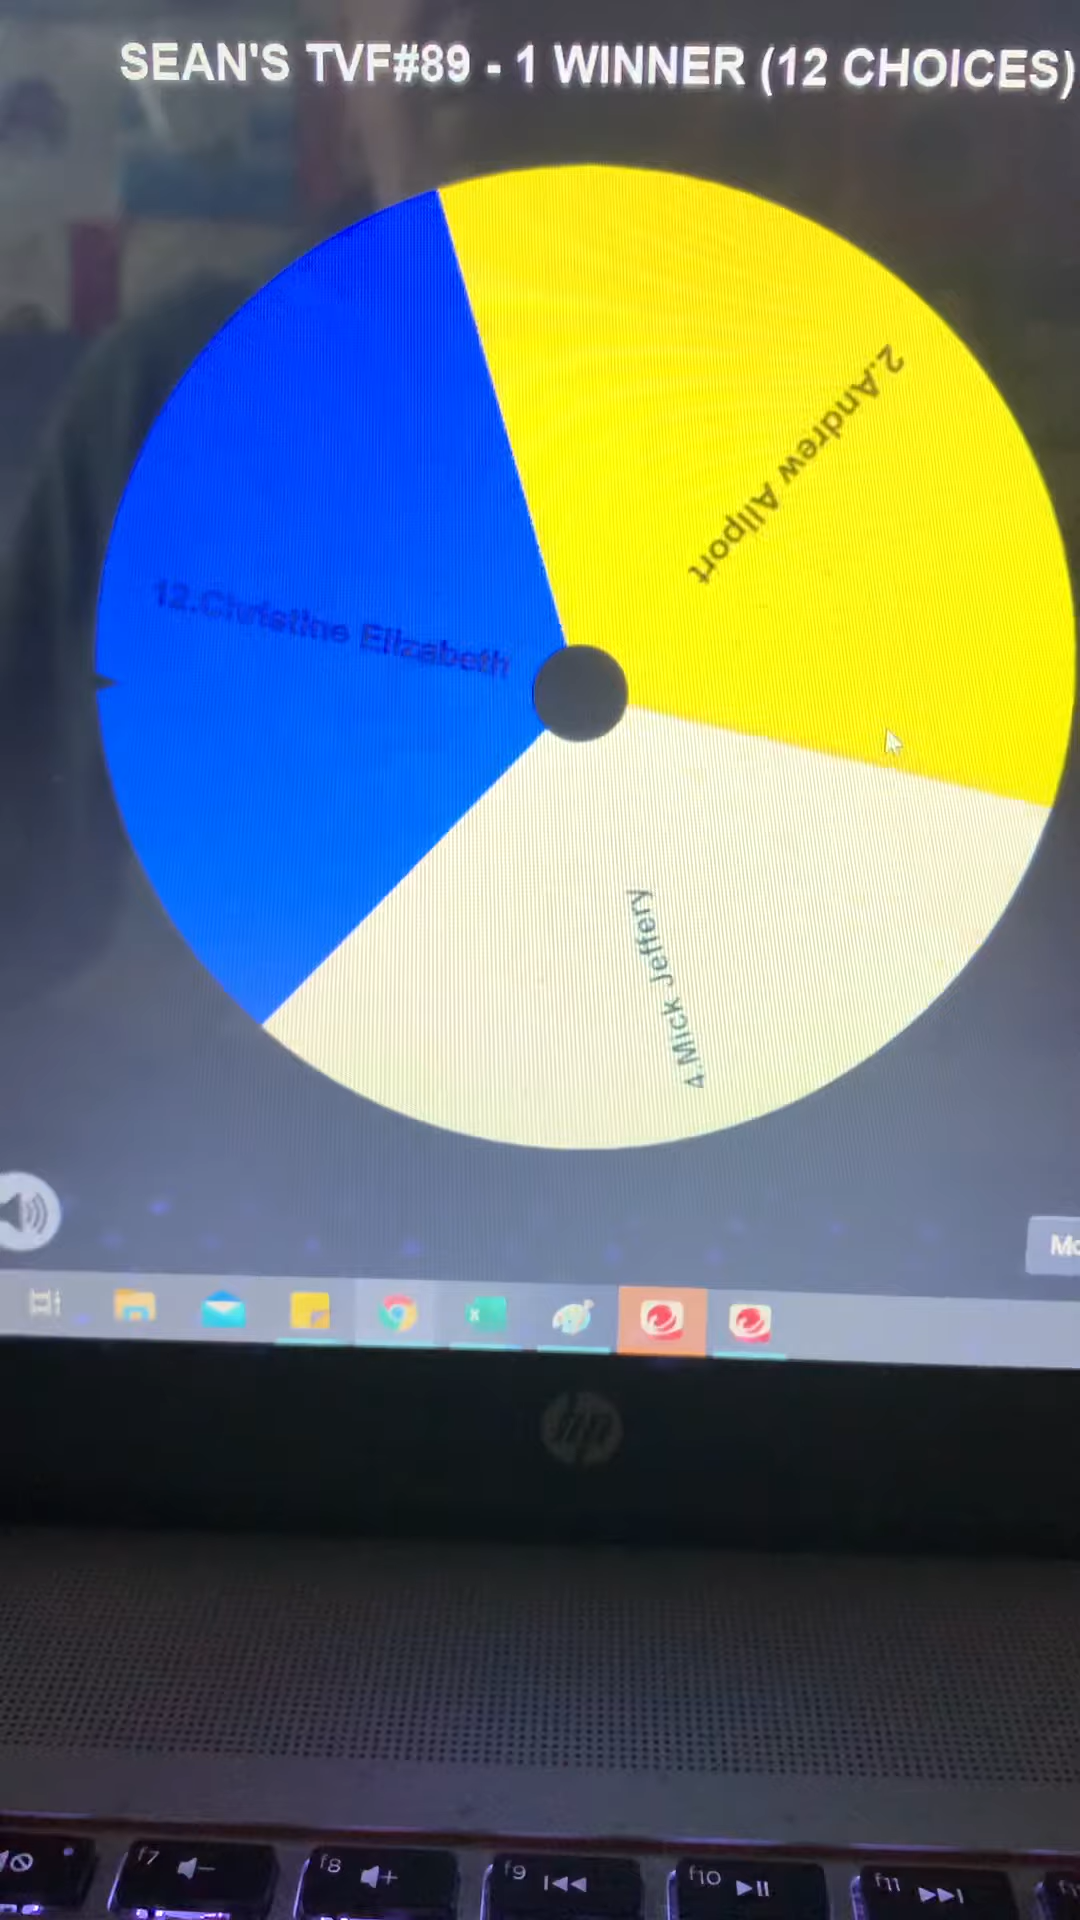 SEAN'S TVF#89 - 1 WINNER (12 CHOICES)
2.Andrew Allport
12.Christine Elizabeth
4.Mick Jeffery
hp
f7
f8
f9
f10
f11